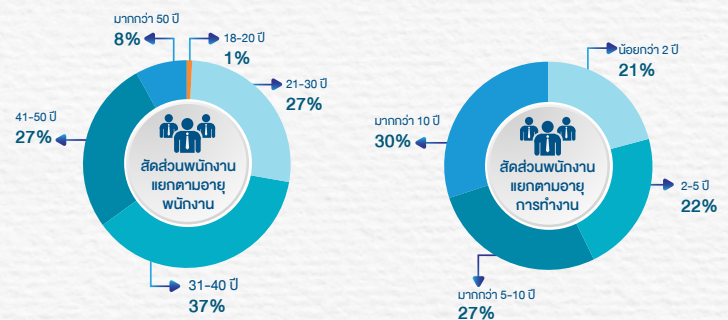 มากกว่า 50 ปี
8%
18-20 ปี
1%
21-30 ปี
27%
41-50 ปี
27%
31-40 ปี
37%
สัดส่วนพนักงาน
แยกตามอายุ
พนักงาน
น้อยกว่า 2 ปี
21%
มากกว่า 10 ปี
30%
2-5 ปี
22%
มากกว่า 5-10 ปี
27%
สัดส่วนพนักงาน
แยกตามอายุ
การทำงาน